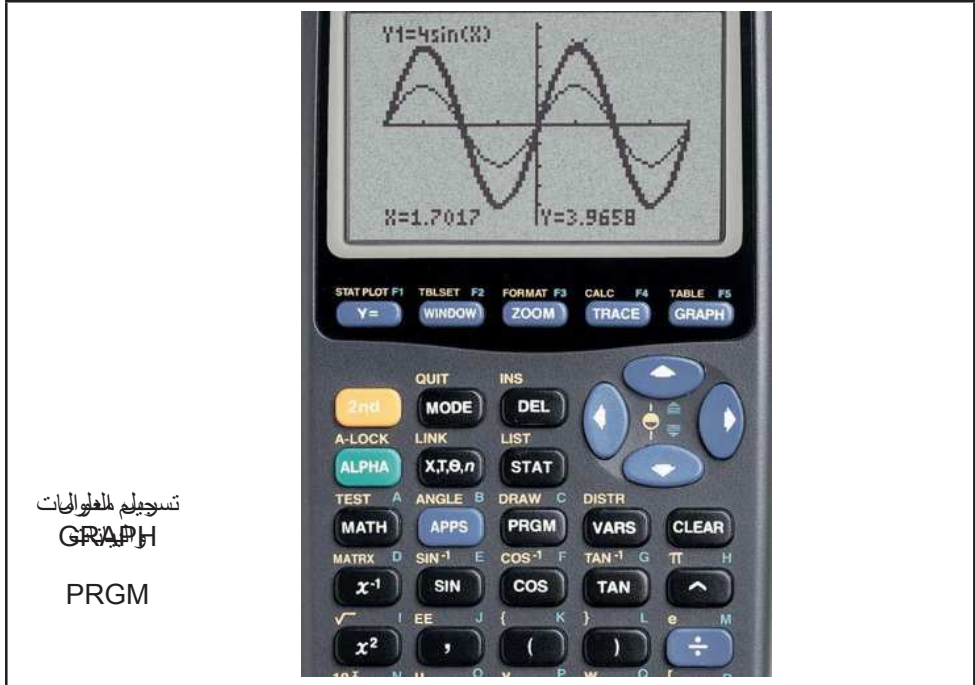 Y1=4sin(X)
X=1.7017 Y=3.9658
STAT PLOT F1 TBLSET F2 FORMAT F3 CALC F4 TABLE F5
Y= WINDOW ZOOM TRACE GRAPH
QUIT INS
2nd MODE DEL
A-LOCK LINK LIST
ALPHA X,T,Θ,n STAT
TEST A ANGLE B DRAW C DISTR
MATH APPS PRGM VARS CLEAR
MATRX D SIN⁻¹ E COS⁻¹ F TAN⁻¹ G π H
x⁻¹ SIN COS TAN ^
√ I EE J { K } L e M
x² , ( ) ÷
تسجيل
GRAPH
PRGM